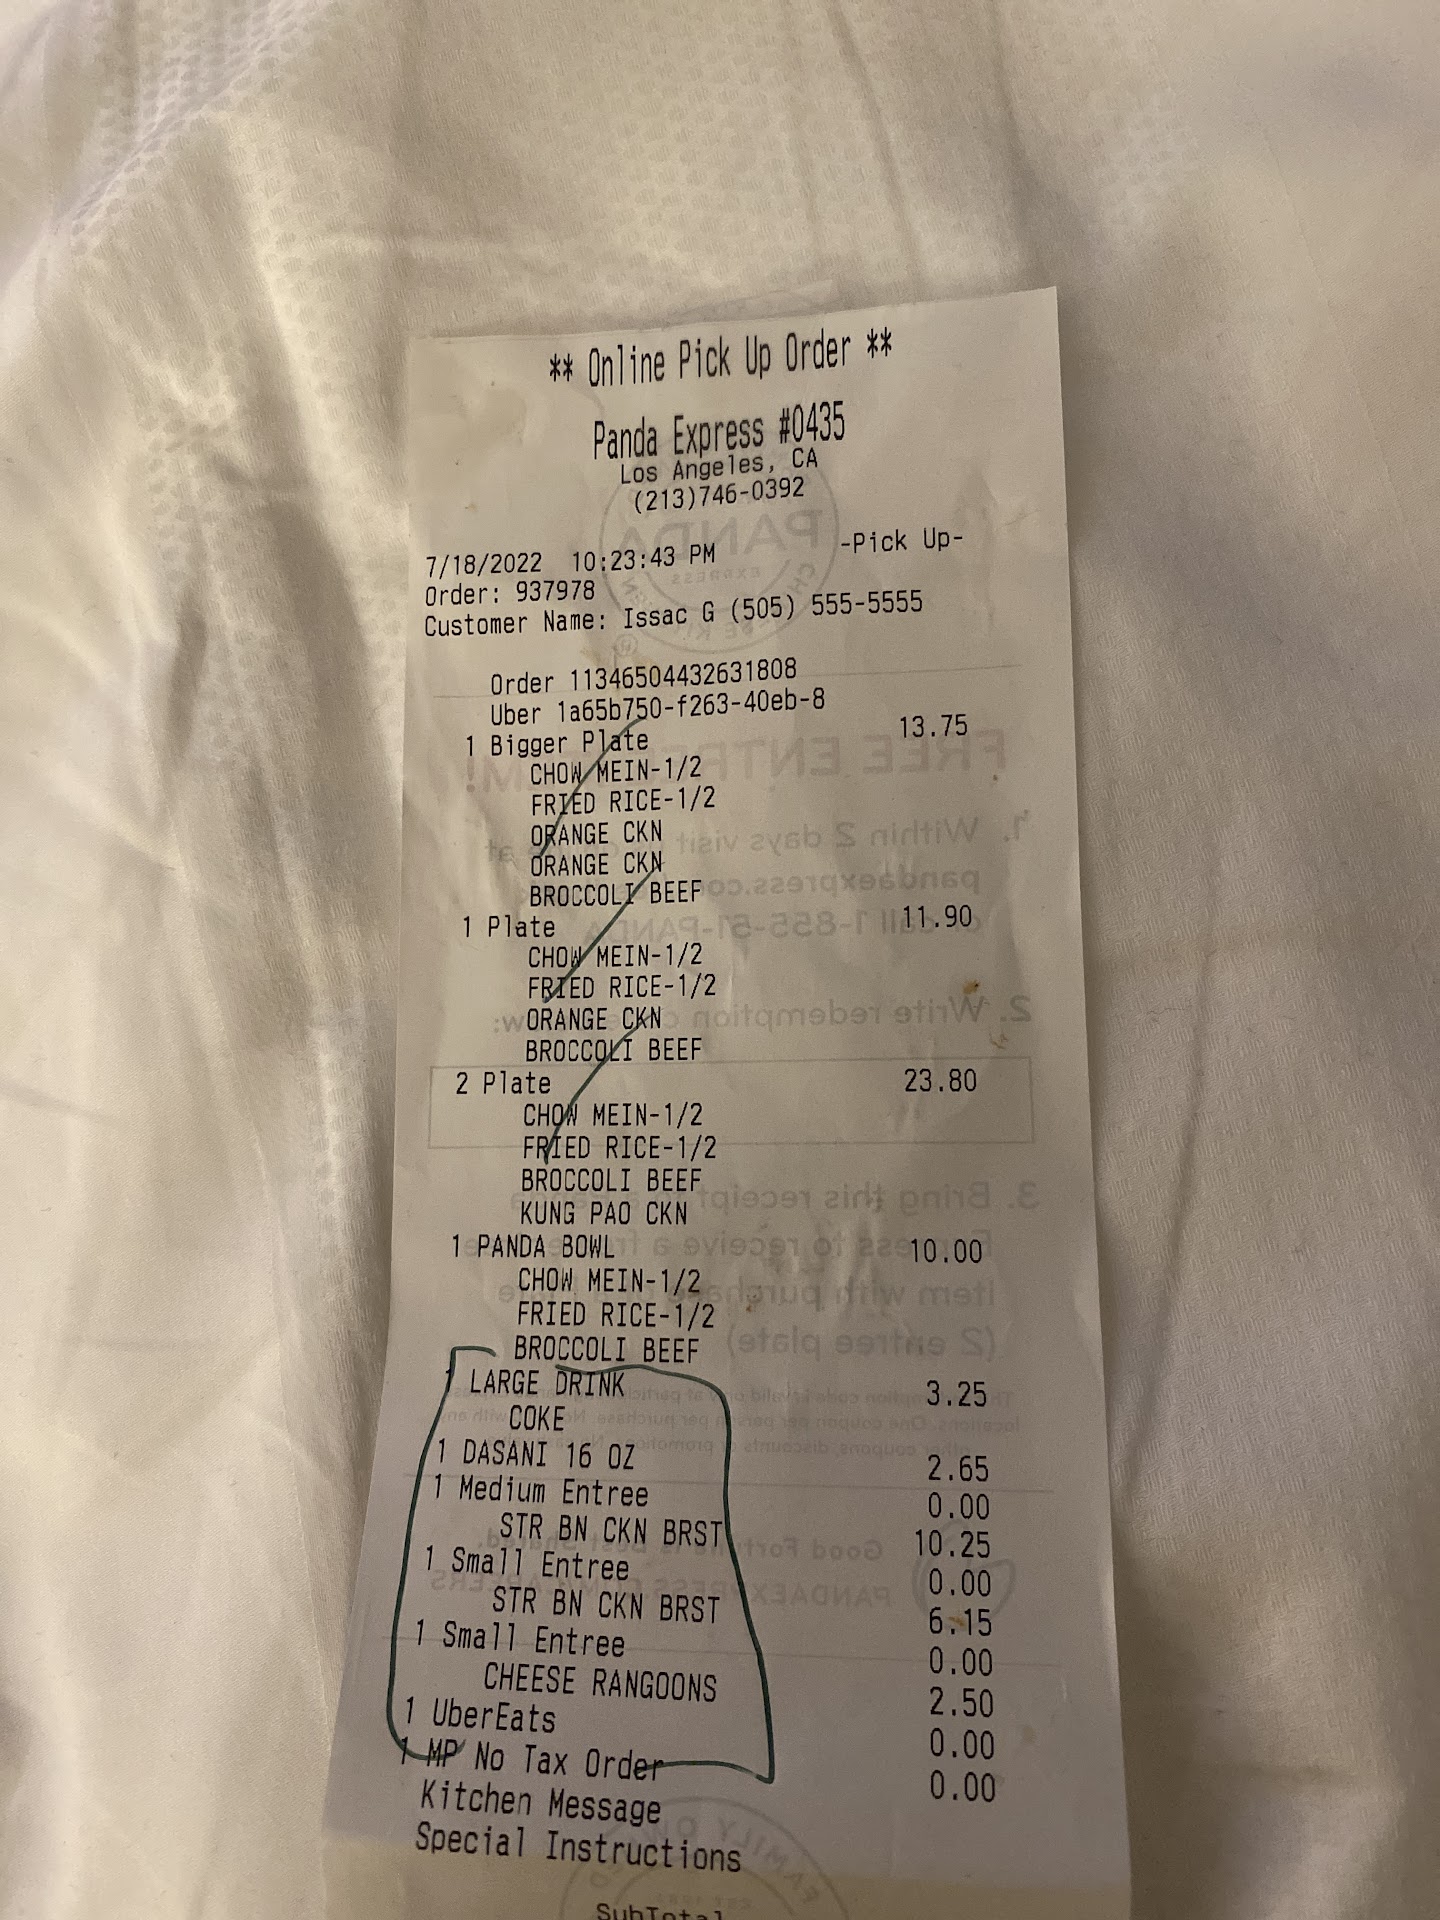 ** Online Pick Up Order **
Panda Express #0435
Los Angeles, CA
(213)746-0392
7/18/2022 10:23:43 PM -Pick Up-
Order: 937978
Customer Name: Issac G (505) 555-5555
Order 11346504432631808
Uber 1a65b750-f263-40eb-8
1 Bigger Plate 13.75
CHOW MEIN-1/2
FRIED RICE-1/2
ORANGE CKN
ORANGE CKN
BROCCOLI BEEF
1 Plate 11.90
CHOW MEIN-1/2
FRIED RICE-1/2
ORANGE CKN
BROCCOLI BEEF
2 Plate 23.80
CHOW MEIN-1/2
FRIED RICE-1/2
BROCCOLI BEEF
KUNG PAO CKN
1 PANDA BOWL 10.00
CHOW MEIN-1/2
FRIED RICE-1/2
BROCCOLI BEEF
1 LARGE DRINK 3.25
COKE
1 DASANI 16 OZ 2.65
1 Medium Entree 0.00
STR BN CKN BRST 10.25
1 Small Entree 0.00
STR BN CKN BRST 6.15
1 Small Entree 0.00
CHEESE RANGOONS 2.50
1 UberEats 0.00
1 MP No Tax Order 0.00
Kitchen Message
Special Instructions
SubTotal